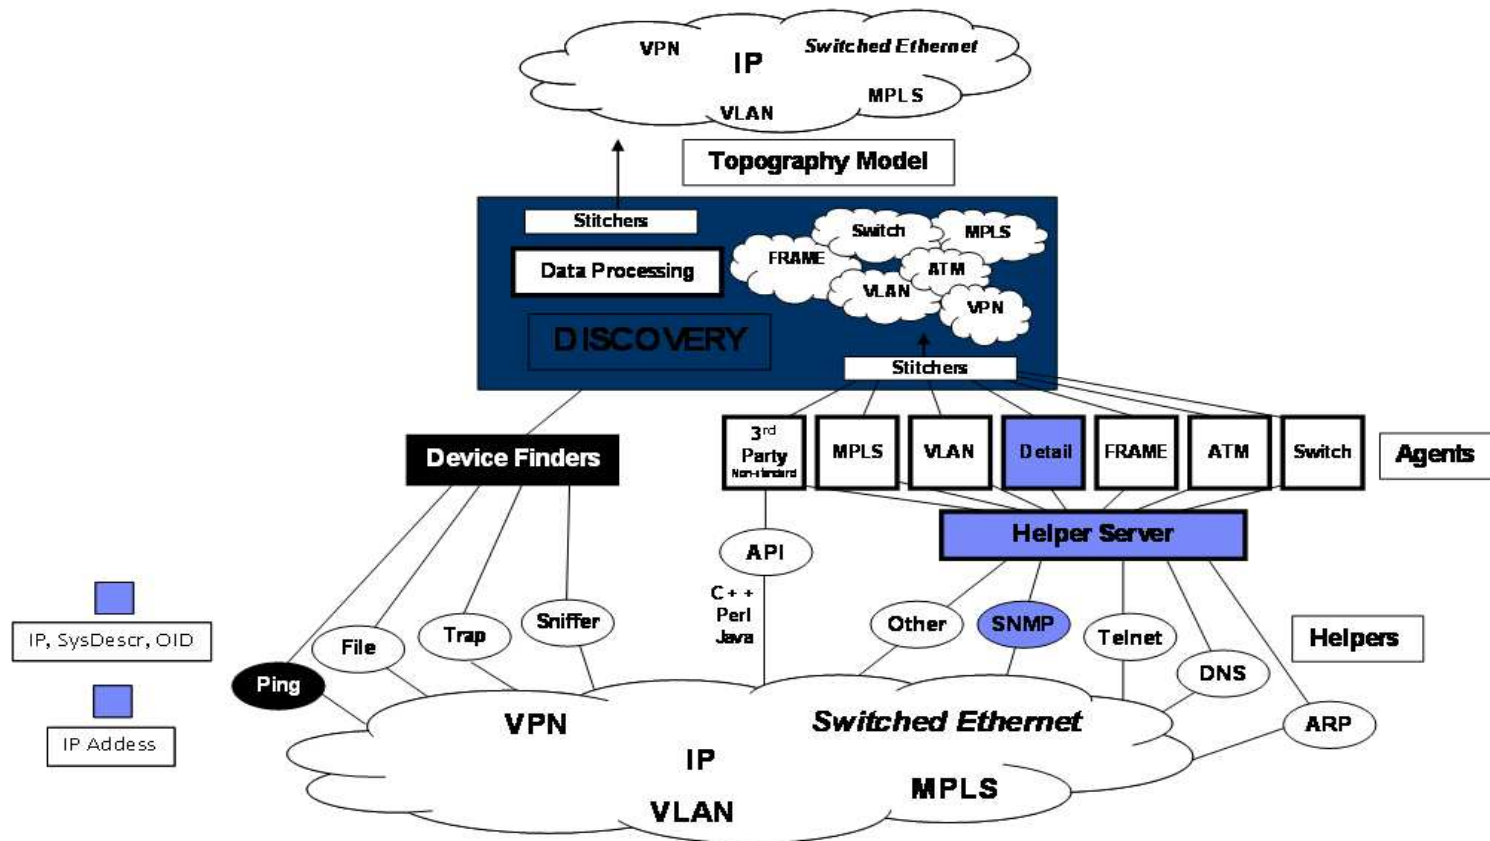 VPN
Switched Ethernet
IP
MPLS
VLAN
Topography Model
Stitchers
Switch
MPLS
FRAME
Data Processing
ATM
VLAN
VPN
DISCOVERY
Stitchers
3rd
Party
Non-standard
MPLS
VLAN
Detail
FRAME
ATM
Switch
Agents
Device Finders
Helper Server
API
C++
Perl
Java
IP, SysDescr, OID
IP Addess
Ping
File
Trap
Sniffer
Other
SNMP
Telnet
DNS
ARP
Helpers
VPN
Switched Ethernet
IP
MPLS
VLAN